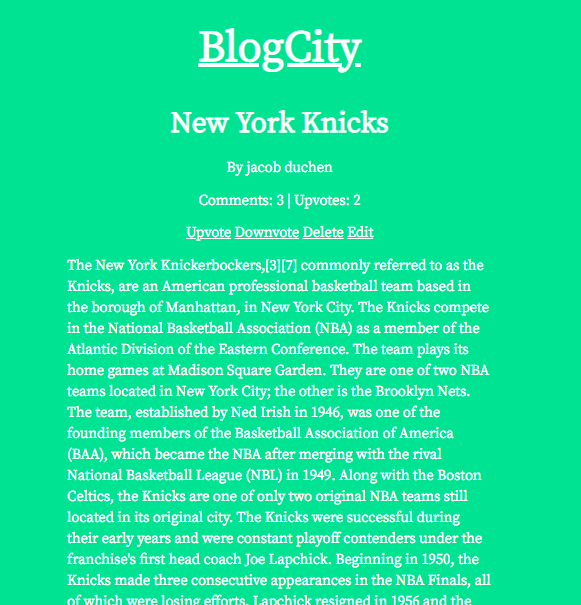 BlogCity
New York Knicks
By jacob duchen
Comments: 3 | Upvotes: 2
Upvote Downvote Delete Edit
The New York Knickerbockers,[3][7] commonly referred to as the
Knicks, are an American professional basketball team based in
the borough of Manhattan, in New York City. The Knicks compete
in the National Basketball Association (NBA) as a member of the
Atlantic Division of the Eastern Conference. The team plays its
home games at Madison Square Garden. They are one of two NBA
teams located in New York City; the other is the Brooklyn Nets.
The team, established by Ned Irish in 1946, was one of the
founding members of the Basketball Association of America
(BAA), which became the NBA after merging with the rival
National Basketball League (NBL) in 1949. Along with the Boston
Celtics, the Knicks are one of only two original NBA teams still
located in its original city. The Knicks were successful during
their early years and were constant playoff contenders under the
franchise's first head coach Joe Lapchick. Beginning in 1950, the
Knicks made three consecutive appearances in the NBA Finals, all
of which were losing efforts. Lapchick resigned in 1956 and the